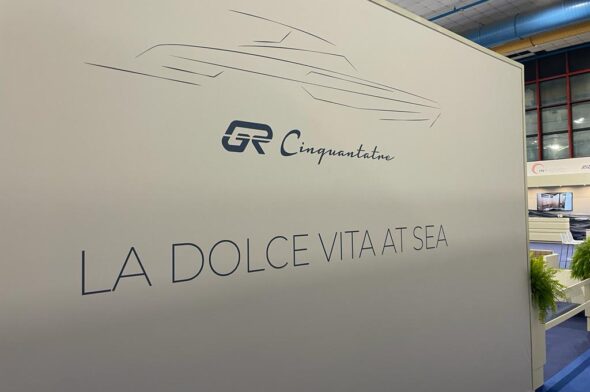 GR Cinquantatre
LA DOLCE VITA AT SEA